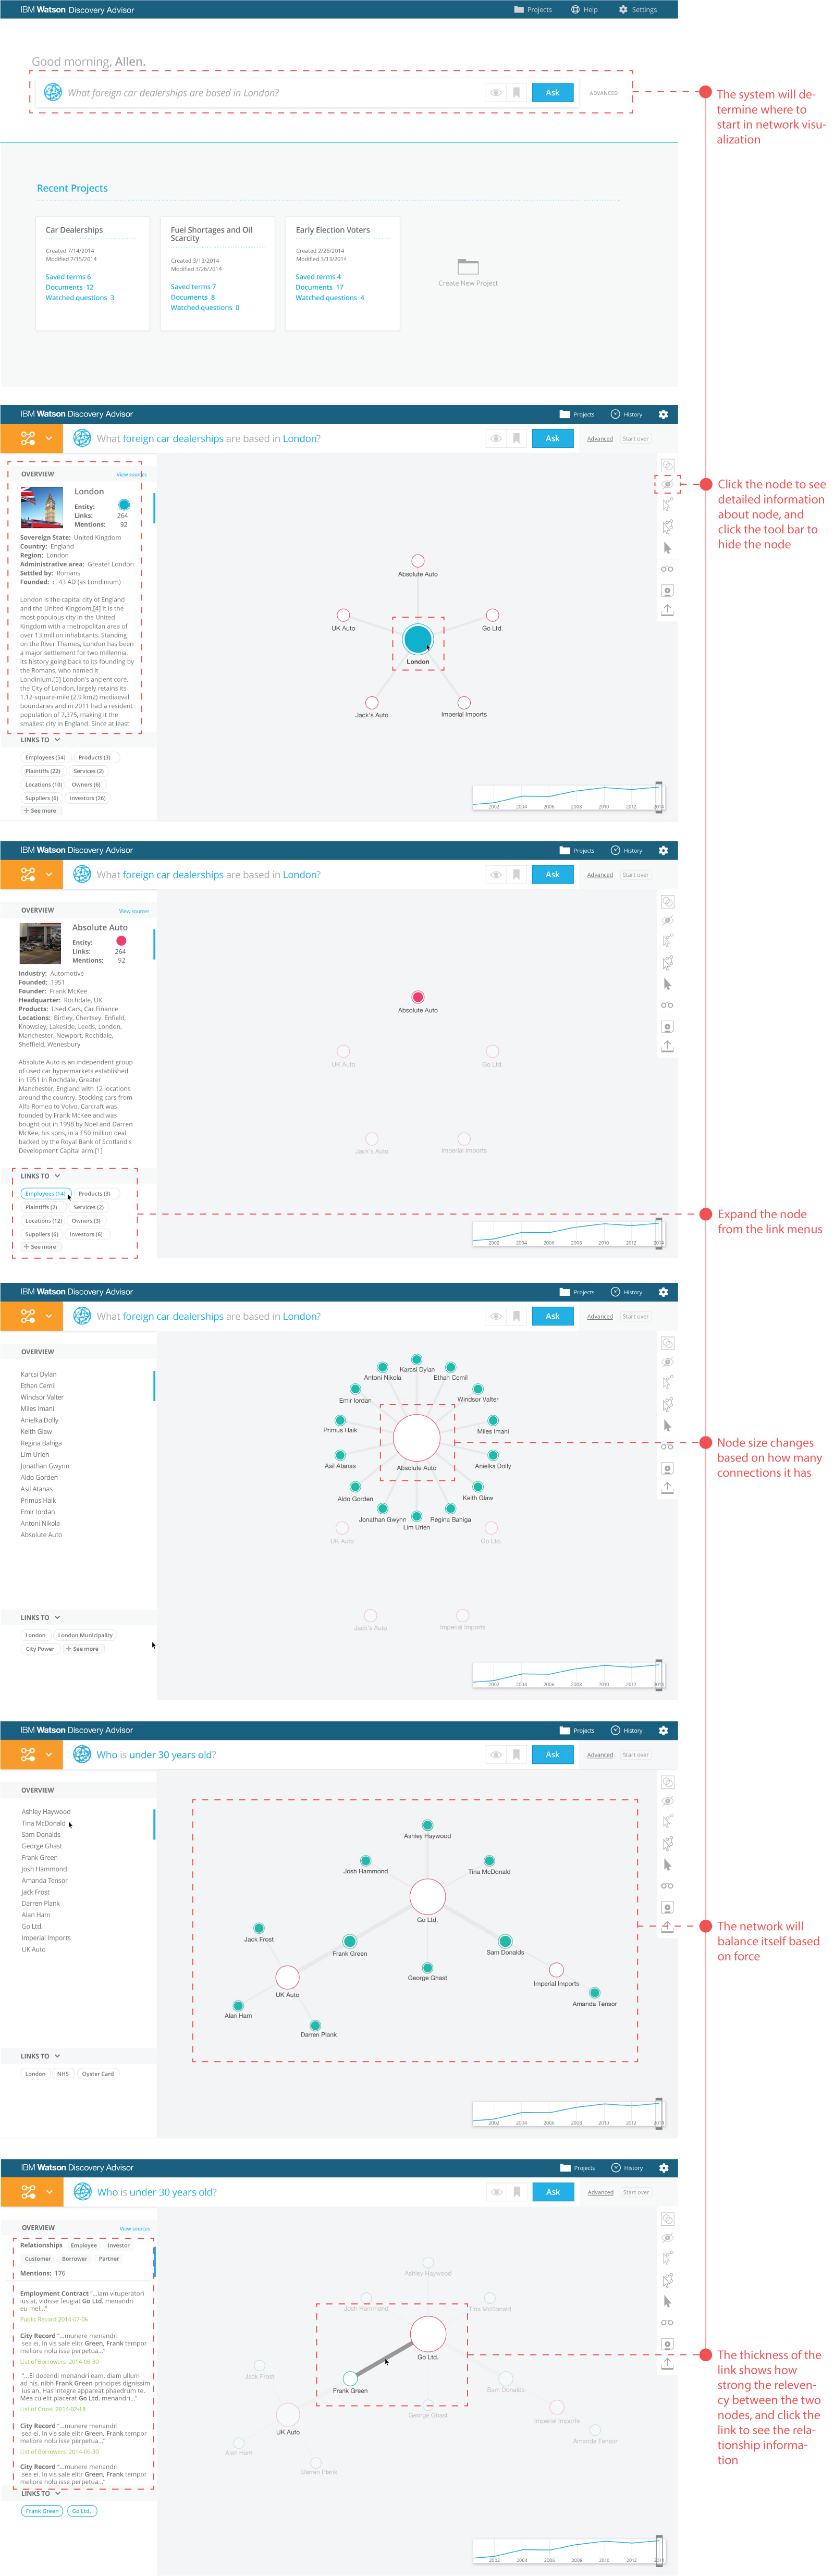 IBM Watson Discovery Advisor
Projects
Help
Settings
Good morning, Allen.
What foreign car dealerships are based in London?
Ask
ADVANCED
The system will de-
termine where to
start in network visu-
alization
Recent Projects
Car Dealerships
Created 7/14/2014
Modified 7/15/2014
Saved terms 6
Documents 12
Watched questions 3
Fuel Shortages and Oil
Scarcity
Created 3/13/2014
Modified 3/26/2014
Saved terms 7
Documents 8
Watched questions 0
Early Election Voters
Created 2/26/2014
Modified 3/13/2014
Saved terms 4
Documents 17
Watched questions 4
Create New Project
IBM Watson Discovery Advisor
Projects
History
What foreign car dealerships are based in London?
Ask
Advanced
Start over
OVERVIEW
View sources
London
Entity:
Links: 264
Mentions: 92
Sovereign State: United Kingdom
Country: England
Region: London
Administrative area: Greater London
Settled by: Romans
Founded: c. 43 AD (as Londinium)
London is the capital city of England
and the United Kingdom.[4] It is the
most populous city in the United
Kingdom with a metropolitan area of
over 13 million inhabitants. Standing
on the River Thames, London has been
a major settlement for two millennia,
its history going back to its founding by
the Romans, who named it
Londinium.[5] London's ancient core,
the City of London, largely retains its
1.12-square-mile (2.9 km2) mediaeval
boundaries and in 2011 had a resident
population of 7,375, making it the
smallest city in England. Since at least
LINKS TO
Employees (54)
Products (3)
Plaintiffs (22)
Services (2)
Locations (10)
Owners (6)
Suppliers (6)
Investors (26)
+ See more
Absolute Auto
UK Auto
Go Ltd.
London
Jack's Auto
Imperial Imports
2002 2004 2006 2008 2010 2012 2014
Click the node to see
detailed information
about node, and
click the tool bar to
hide the node
IBM Watson Discovery Advisor
Projects
History
What foreign car dealerships are based in London?
Ask
Advanced
Start over
OVERVIEW
View sources
Absolute Auto
Entity:
Links: 264
Mentions: 92
Industry: Automotive
Founded: 1951
Founder: Frank McKee
Headquarter: Rochdale, UK
Products: Used Cars, Car Finance
Locations: Birtley, Chertsey, Enfield,
Knowsley, Lakeside, Leeds, London,
Manchester, Newport, Rochdale,
Sheffield, Wenesbury
Absolute Auto is an independent group
of used car hypermarkets established
in 1951 in Rochdale, Greater
Manchester, England with 12 locations
around the country. Stocking cars from
Alfa Romeo to Volvo. Carcraft was
founded by Frank McKee and was
bought out in 1998 by Noel and Darren
McKee, his sons, in a £50 million deal
backed by the Royal Bank of Scotland's
Development Capital arm.[1]
LINKS TO
Employees (14)
Products (3)
Plaintiffs (2)
Services (2)
Locations (12)
Owners (3)
Suppliers (6)
Investors (6)
+ See more
Absolute Auto
UK Auto
Go Ltd.
Jack's Auto
Imperial Imports
2002 2004 2006 2008 2010 2012 2014
Expand the node
from the link menus
IBM Watson Discovery Advisor
Projects
History
What foreign car dealerships are based in London?
Ask
Advanced
Start over
OVERVIEW
Karcsi Dylan
Ethan Cemil
Windsor Valter
Miles Imani
Anielka Dolly
Keith Glaw
Regina Bahiga
Lim Urien
Jonathan Gwynn
Aldo Gorden
Asil Atanas
Primus Haik
Emir Iordan
Antoni Nikola
Absolute Auto
LINKS TO
London
London Municipality
City Power
+ See more
Karcsi Dylan
Antoni Nikola
Ethan Cemil
Emir Iordan
Windsor Valter
Primus Haik
Miles Imani
Asil Atanas
Absolute Auto
Anielka Dolly
Aldo Gorden
Keith Glaw
Jonathan Gwynn
Regina Bahiga
Lim Urien
UK Auto
Go Ltd.
Jack's Auto
Imperial Imports
2002 2004 2006 2008 2010 2012 2014
Node size changes
based on how many
connections it has
IBM Watson Discovery Advisor
Projects
History
Who is under 30 years old?
Ask
Advanced
Start over
OVERVIEW
Ashley Haywood
Tina McDonald
Sam Donalds
George Ghast
Frank Green
Josh Hammond
Amanda Tensor
Jack Frost
Darren Plank
Alan Ham
Go Ltd.
Imperial Imports
UK Auto
LINKS TO
London
NHS
Oyster Card
Ashley Haywood
Josh Hammond
Tina McDonald
Go Ltd.
Jack Frost
Frank Green
Sam Donalds
George Ghast
Imperial Imports
UK Auto
Amanda Tensor
Alan Ham
Darren Plank
2002 2004 2006 2008 2010 2012 2014
The network will
balance itself based
on force
IBM Watson Discovery Advisor
Projects
History
Who is under 30 years old?
Ask
Advanced
Start over
OVERVIEW
View sources
Relationships
Employee
Investor
Customer
Borrower
Partner
Mentions: 176
Employment Contract "...iam vituperatori
ius at, vidisse feugiat Go Ltd. menandri
eu mel..."
Public Record 2014-07-06
City Record "...munere menandri
sea ei. In vis sale elitr Green, Frank tempor
meliore nolu isse perpetua..."
List of Borrowers 2014-06-30
"...Ei docendi menandri eam, diam ullum
ad his, nibh Frank Green principes dignissim
ius an. Has integre appareat phaedrum te.
Mea cu elit placerat Go Ltd. menandri..."
List of Crimi 2014-02-18
City Record "...munere menandri
sea ei. In vis sale elitr Green, Frank tempor
meliore nolu isse perpetua..."
List of Borrowers 2014-06-30
City Record "...munere menandri
sea ei. In vis sale elitr Green, Frank tempor
meliore nolu isse perpetua..."
LINKS TO
Frank Green
Go Ltd.
Ashley Haywood
Josh Hammond
Tina McDonald
Go Ltd.
Jack Frost
Frank Green
Sam Donalds
George Ghast
Imperial Imports
UK Auto
Amanda Tensor
Alan Ham
Darren Plank
2002 2004 2006 2008 2010 2012 2014
The thickness of the
link shows how
strong the releven-
cy between the two
nodes, and click the
link to see the rela-
tionship informa-
tion